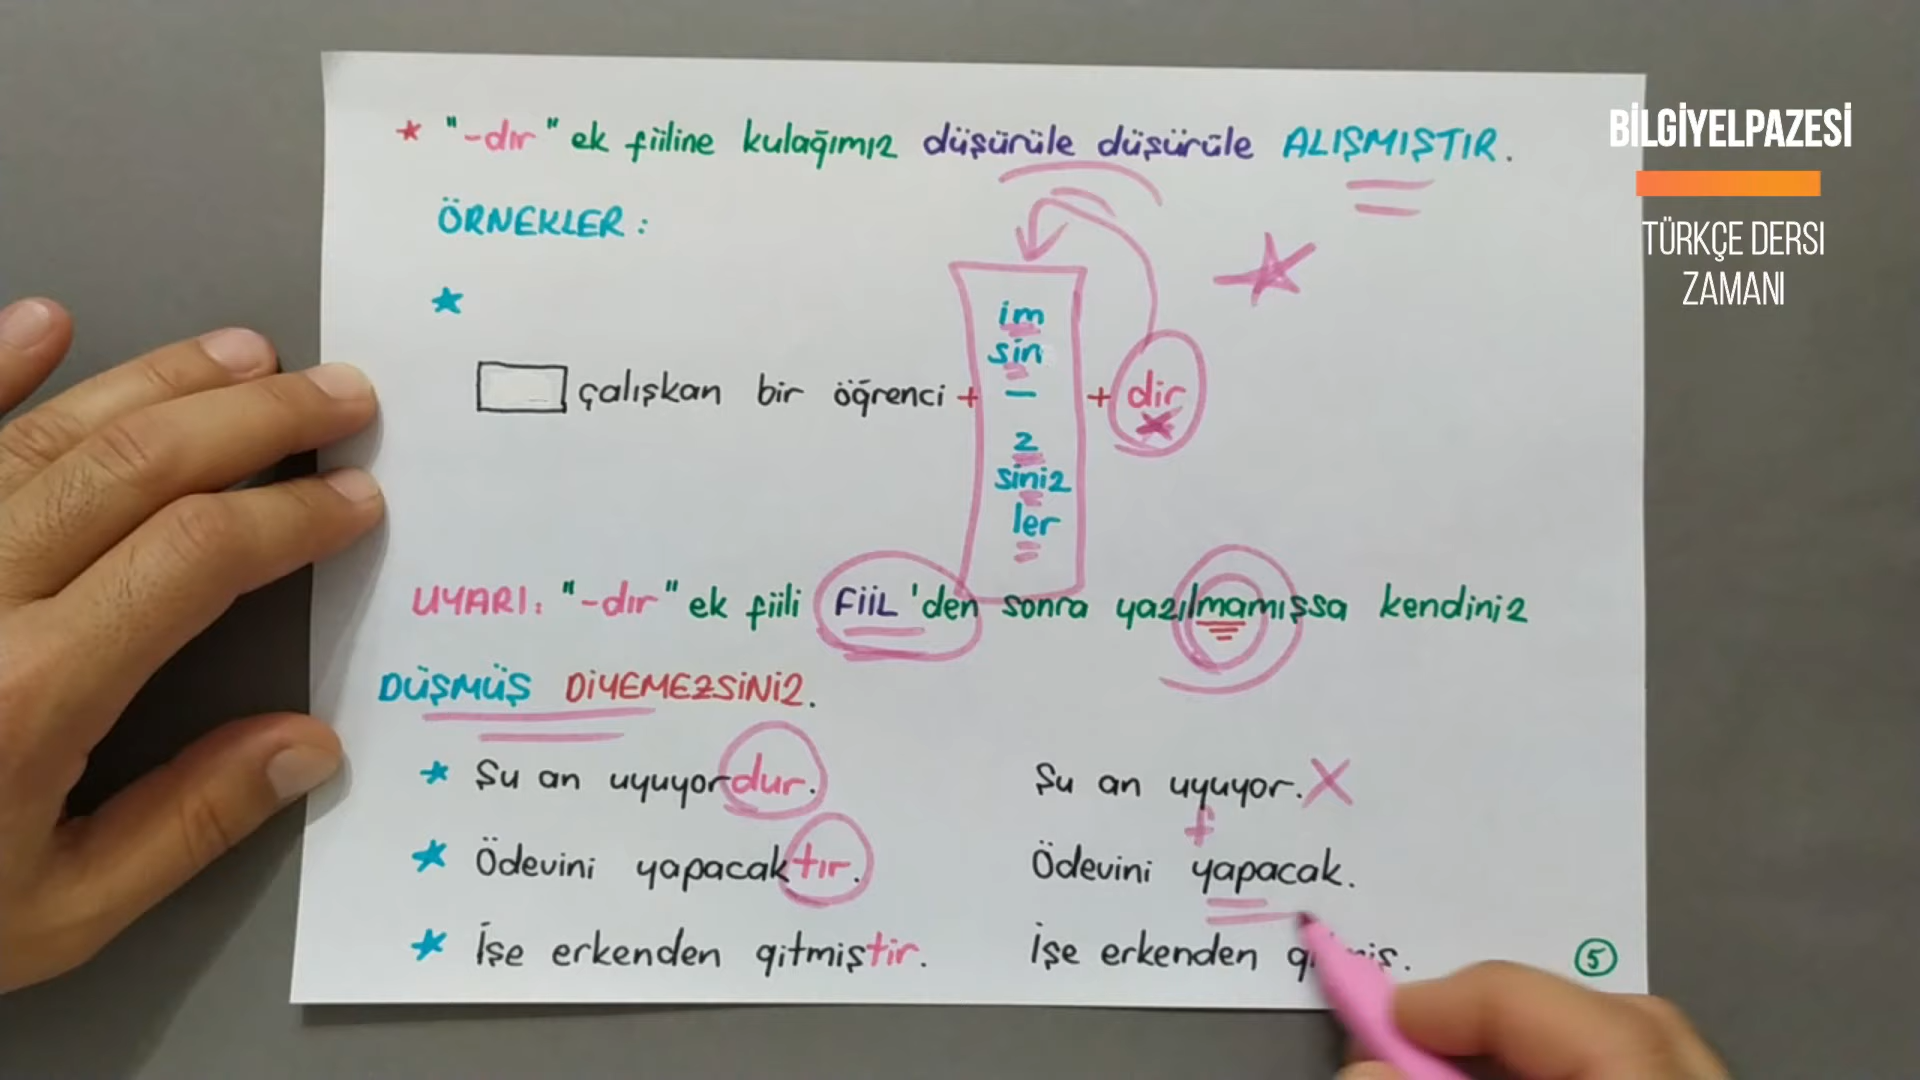 ★ "-dır" ek fiiline kulağımız düşürüle düşürüle ALIŞMIŞTIR.
BİLGİYELPAZESİ
TÜRKÇE DERSI
ZAMANI
ÖRNEKLER:
★
çalışkan bir öğrenci +
im
sin
—
z
siniz
ler
+ dir
UYARI: "-dır" ek fiili FİİL'den sonra yazılmamışsa kendiniz
DÜŞMÜŞ DİYEMEZSİNİZ.
★ Şu an uyuyordur. Şu an uyuyor. X
f
★ Ödevini yapacaktır. Ödevini yapacak.
★ İşe erkenden gitmiştir. İşe erkenden
5